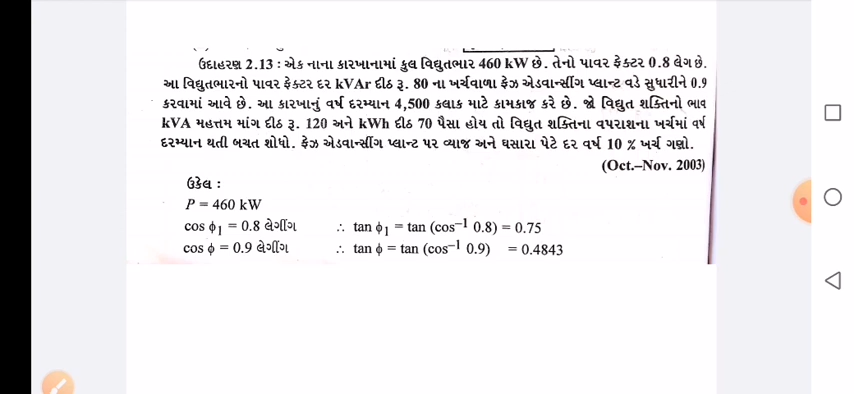 ઉદાહરણ 2.13 : એક નાના કારખાનામાં કુલ વિદ્યુતભાર 460 kW છે. તેનો પાવર ફેક્ટર 0.8 લેગ છે.
આ વિદ્યુતભારનો પાવર ફેક્ટર દર kVAr દીઠ રૂ. 80 ના ખર્ચવાળા ફેઝ એડવાન્સીંગ પ્લાન્ટ વડે સુધારીને 0.9
કરવામાં આવે છે. આ કારખાનું વર્ષ દરમ્યાન 4,500 કલાક માટે કામકાજ કરે છે. જો વિદ્યુત શક્તિનો ભાવ
kVA મહત્તમ માંગ દીઠ રૂ. 120 અને kWh દીઠ 70 પૈસા હોય તો વિદ્યુત શક્તિના વપરાશના ખર્ચમાં વર્ષ
દરમ્યાન થતી બચત શોધો. ફેઝ એડવાન્સીંગ પ્લાન્ટ પર વ્યાજ અને ઘસારા પેટે દર વર્ષ 10 % ખર્ચ ગણો.
(Oct.–Nov. 2003)
ઉકેલ :
P = 460 kW
cos ϕ₁ = 0.8 લેગીંગ ∴ tan ϕ₁ = tan (cos⁻¹ 0.8) = 0.75
cos ϕ = 0.9 લેગીંગ ∴ tan ϕ = tan (cos⁻¹ 0.9) = 0.4843